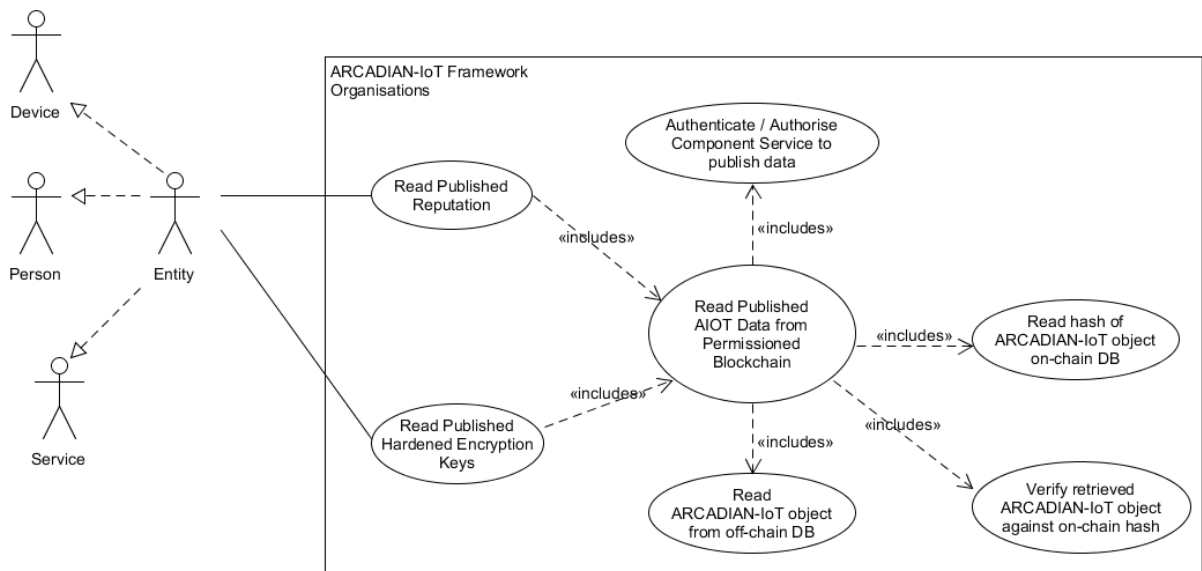 Device
Person
Entity
Service
ARCADIAN-IoT Framework
Organisations
Authenticate / Authorise
Component Service to
publish data
Read Published
Reputation
«includes»
«includes»
Read Published
AIOT Data from
Permissioned
Blockchain
«includes»
Read hash of
ARCADIAN-IoT object
on-chain DB
«includes»
Read Published
Hardened Encryption
Keys
«includes»
«includes»
Read
ARCADIAN-IoT object
from off-chain DB
Verify retrieved
ARCADIAN-IoT object
against on-chain hash